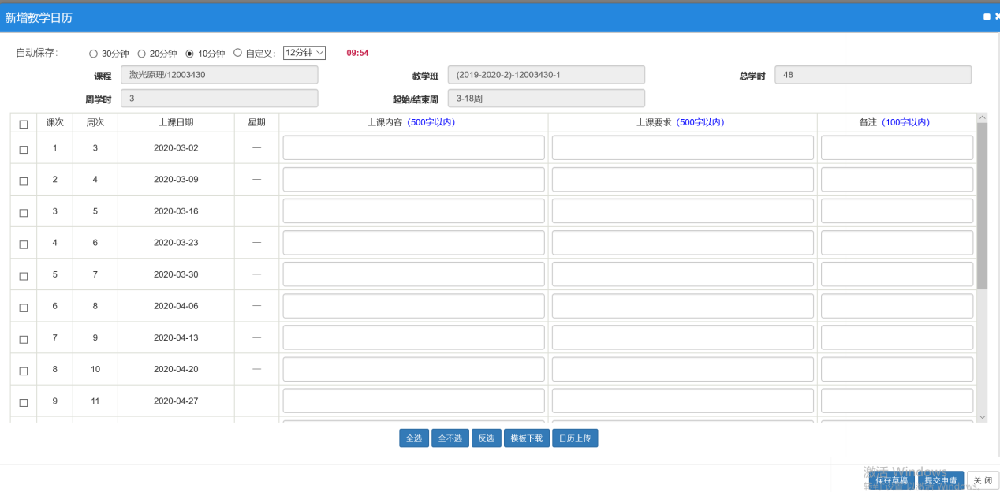 新增教学日历
自动保存： 30分钟 20分钟 10分钟 自定义： 12分钟 09:54
课程 激光原理/12003430 教学班 (2019-2020-2)-12003430-1 总学时 48
周学时 3 起始/结束周 3-18周
课次 周次 上课日期 星期 上课内容（500字以内） 上课要求（500字以内） 备注（100字以内）
1 3 2020-03-02 一
2 4 2020-03-09 一
3 5 2020-03-16 一
4 6 2020-03-23 一
5 7 2020-03-30 一
6 8 2020-04-06 一
7 9 2020-04-13 一
8 10 2020-04-20 一
9 11 2020-04-27 一
全选 全不选 反选 模板下载 日历上传
激活 Windows
保存草稿 提交申请 关 闭